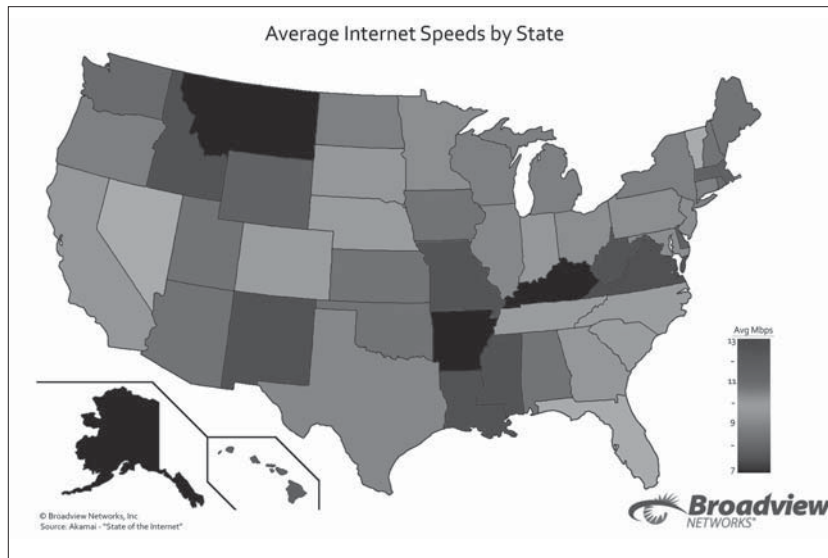 Average Internet Speeds by State
Avg Mbps
13
-
11
-
9
-
7
© Broadview Networks, Inc
Source: Akamai - "State of the Internet"
Broadview
NETWORKS®